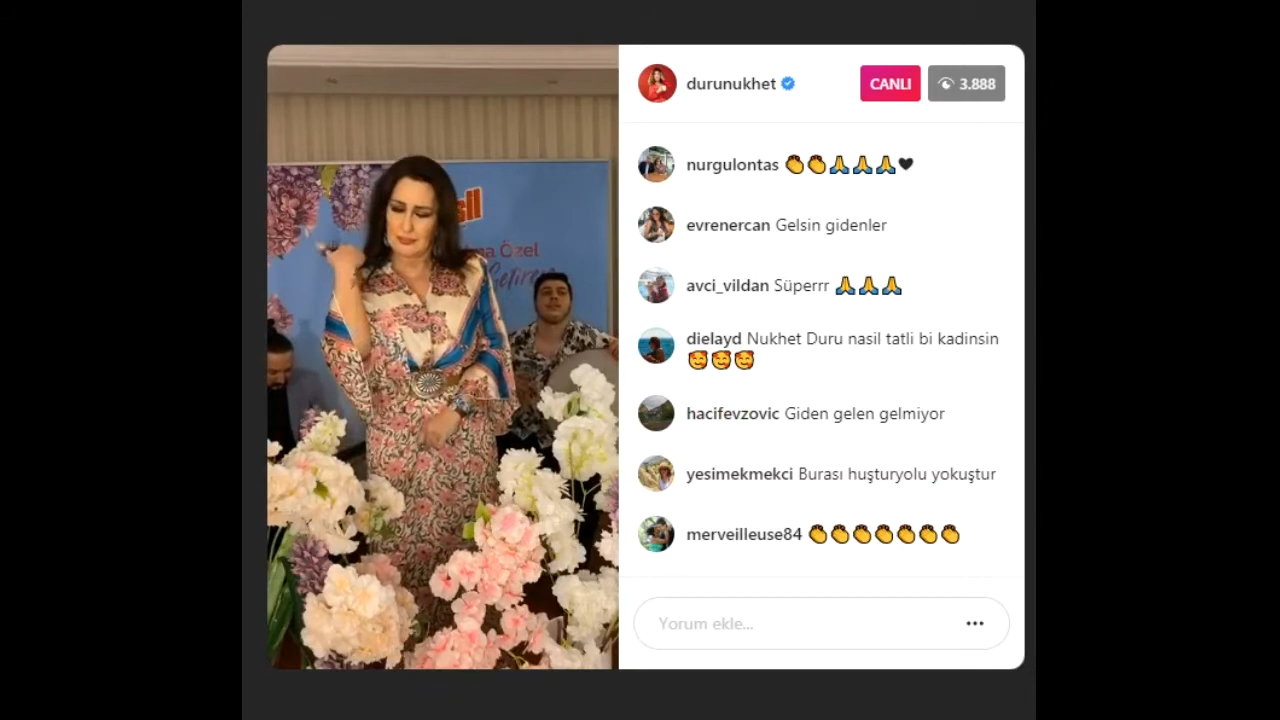 Özel
durunukhet
CANLI
3.888
nurgulontas 👏👏🙏🙏🙏🖤
evrenercan Gelsin gidenler
avci_vildan Süperrr 🙏🙏🙏
dielayd Nukhet Duru nasil tatli bi kadinsin
🥰🥰🥰
hacifevzovic Giden gelen gelmiyor
yesimekmekci Burası huşturyolu yokuştur
merveilleuse84 👏👏👏👏👏👏👏
Yorum ekle...